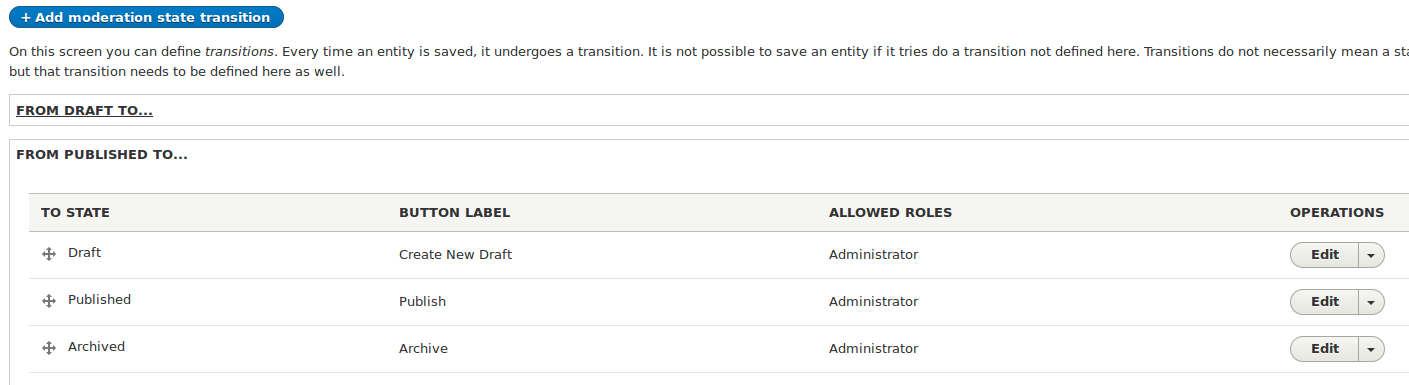 + Add moderation state transition
On this screen you can define transitions. Every time an entity is saved, it undergoes a transition. It is not possible to save an entity if it tries do a transition not defined here. Transitions do not necessarily mean a
but that transition needs to be defined here as well.
FROM DRAFT TO...
FROM PUBLISHED TO...
TO STATE BUTTON LABEL ALLOWED ROLES OPERATIONS
Draft Create New Draft Administrator Edit
Published Publish Administrator Edit
Archived Archive Administrator Edit